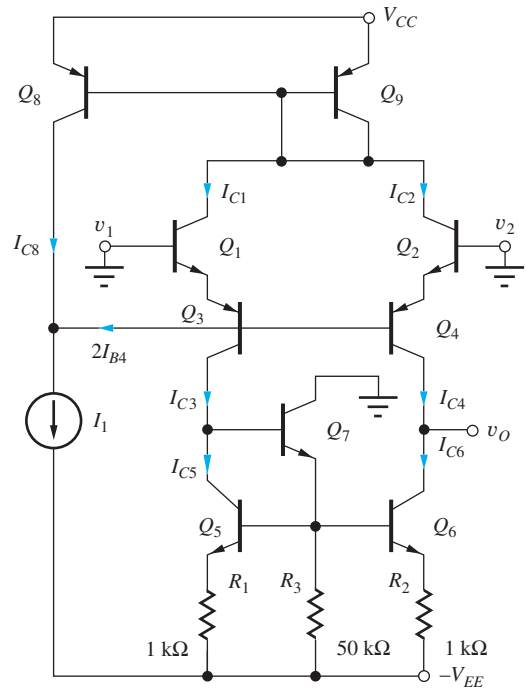 V_CC
Q_8
Q_9
I_C1
I_C2
v_1
v_2
I_C8
Q_1
Q_2
Q_3
Q_4
2I_B4
I_1
I_C3
I_C4
Q_7
v_O
I_C5
I_C6
Q_5
Q_6
R_1
R_3
R_2
1 kΩ
50 kΩ
1 kΩ
−V_EE